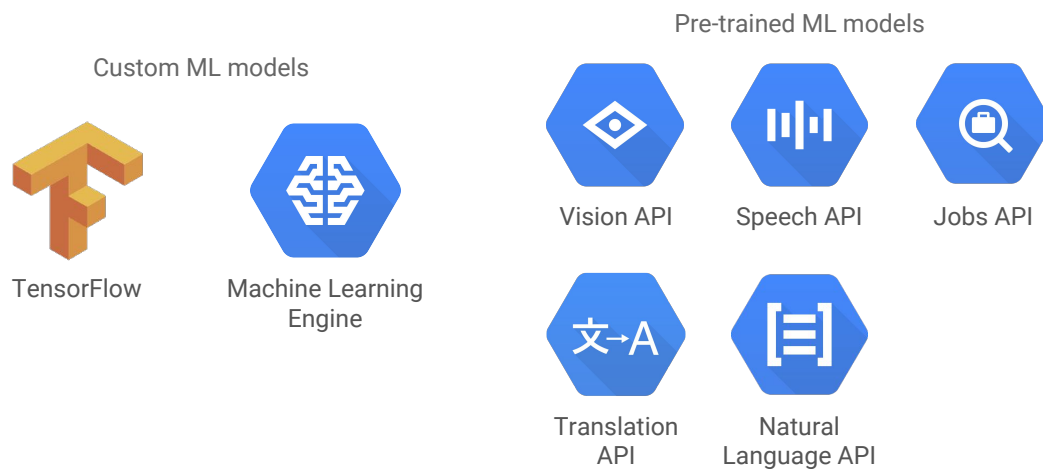 Custom ML models
TensorFlow
Machine Learning
Engine
Pre-trained ML models
Vision API
Speech API
Jobs API
文→A
Translation
API
Natural
Language API